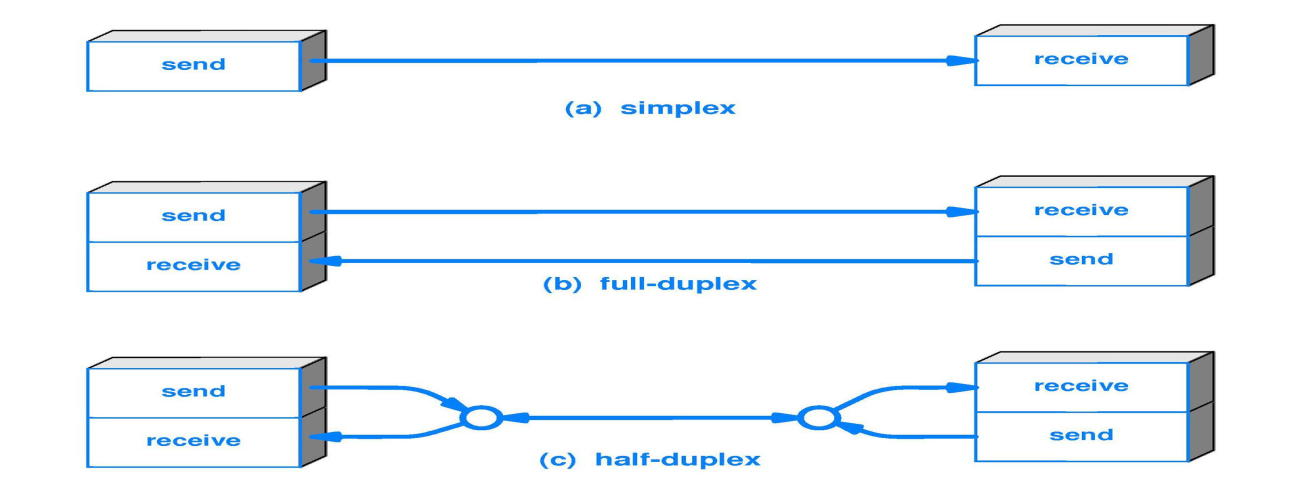 send
receive
(a) simplex
send
receive
receive
send
(b) full-duplex
send
receive
receive
send
(c) half-duplex